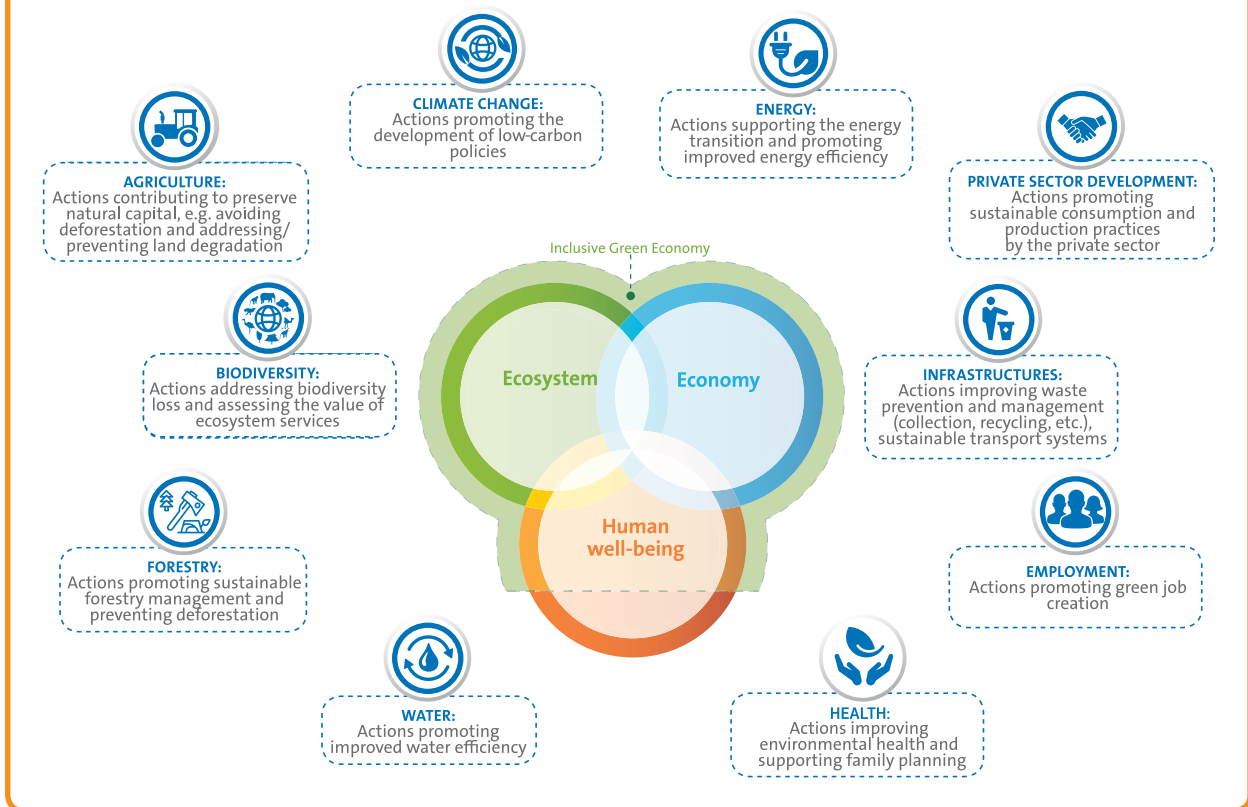 CLIMATE CHANGE:
Actions promoting the
development of low-carbon
policies
ENERGY:
Actions supporting the energy
transition and promoting
improved energy efficiency
AGRICULTURE:
Actions contributing to preserve
natural capital, e.g. avoiding
deforestation and addressing/
preventing land degradation
PRIVATE SECTOR DEVELOPMENT:
Actions promoting
sustainable consumption and
production practices
by the private sector
Inclusive Green Economy
BIODIVERSITY:
Actions addressing biodiversity
loss and assessing the value of
ecosystem services
Ecosystem
Economy
INFRASTRUCTURES:
Actions improving waste
prevention and management
(collection, recycling, etc.),
sustainable transport systems
Human
well-being
FORESTRY:
Actions promoting sustainable
forestry management and
preventing deforestation
EMPLOYMENT:
Actions promoting green job
creation
WATER:
Actions promoting
improved water efficiency
HEALTH:
Actions improving
environmental health and
supporting family planning